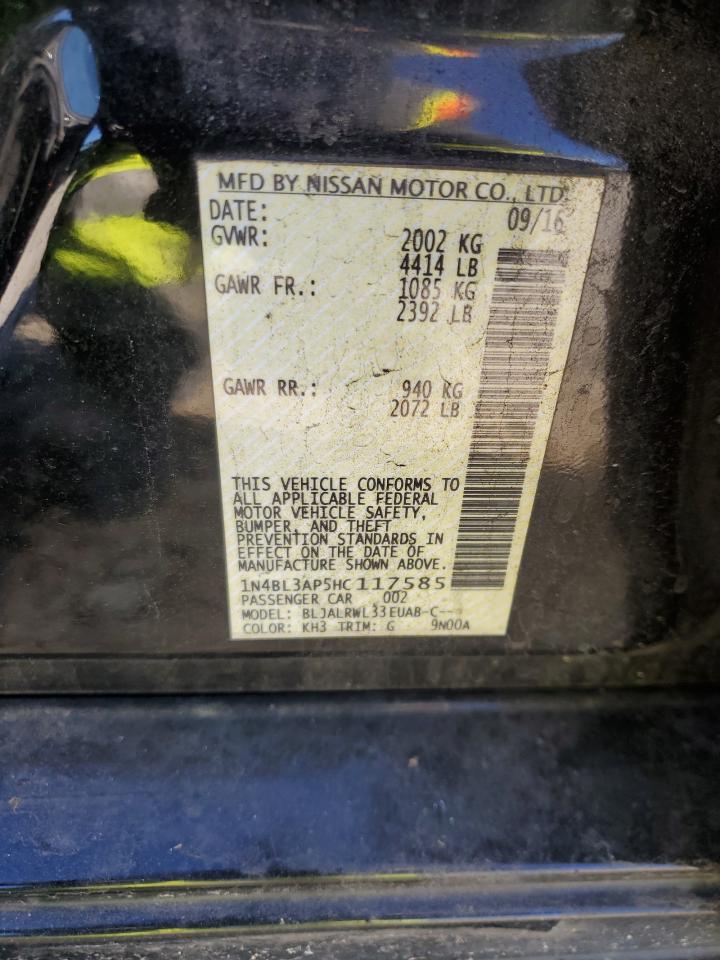 MFD BY NISSAN MOTOR CO., LTD.
DATE: 09/16
GVWR: 2002 KG
4414 LB
GAWR FR.: 1085 KG
2392 LB
GAWR RR.: 940 KG
2072 LB
THIS VEHICLE CONFORMS TO
ALL APPLICABLE FEDERAL
MOTOR VEHICLE SAFETY,
BUMPER, AND THEFT
PREVENTION STANDARDS IN
EFFECT ON THE DATE OF
MANUFACTURE SHOWN ABOVE.
1N4BL3AP5HC117585
PASSENGER CAR 002
MODEL: BLJALRWL33EUAB-C--
COLOR: KH3 TRIM: G 9N00A